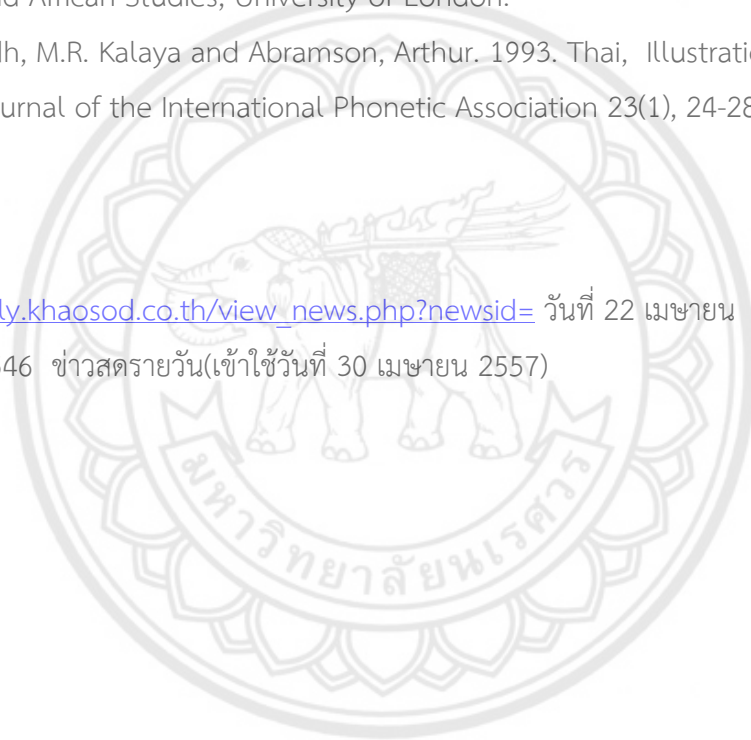 d African Studies, University of London.
dh, M.R. Kalaya and Abramson, Arthur. 1993. Thai, Illustratio
urnal of the International Phonetic Association 23(1), 24-28
ly.khaosod.co.th/view_news.php?newsid= วันที่ 22 เมษายน
46 ข่าวสดรายวัน(เข้าใช้วันที่ 30 เมษายน 2557)
มหาวิทยาลัยนเรศวร